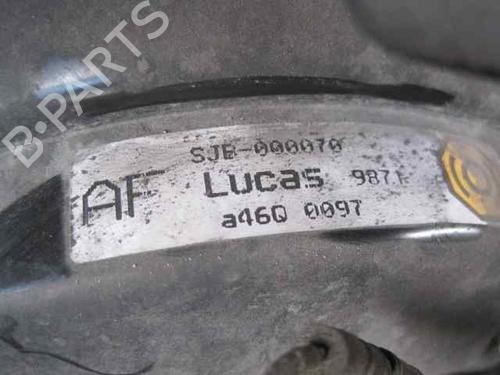 B-PARTS
SJB-000070
AF Lucas 9871
a46Q 0097